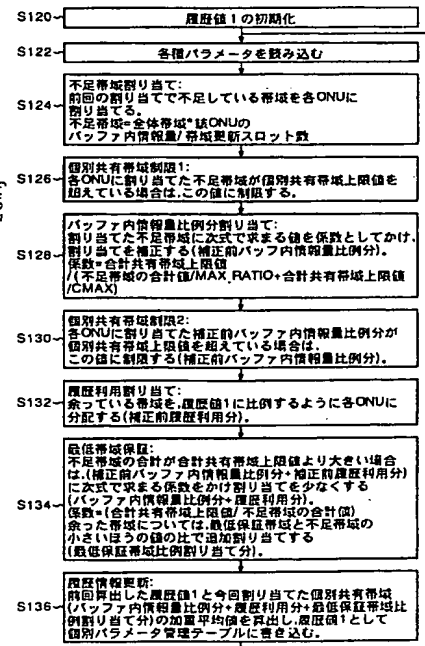 S120
履歴値1の初期化
S122
各種パラメータを読み込む
S124
不足帯域割り当て:
前回の割り当てで不足している帯域を各ONUに
割り当てる。
不足帯域=全体帯域*該ONUの
バッファ内情報量/帯域更新スロット数
S126
個別共有帯域制限1:
各ONUに割り当てた不足帯域が個別共有帯域上限値を
超えている場合は、この値に制限する。
S128
バッファ内情報量比例分割り当て:
割り当てた不足帯域に次式で求まる値を係数としてかけ、
割り当てを補正する(補正前バッファ内情報量比例分)。
係数=合計共有帯域上限値
/(不足帯域の合計値/MAX_RATIO+合計共有帯域上限値
/CMAX)
S130
個別共有帯域制限2:
各ONUに割り当てた補正前バッファ内情報量比例分が
個別共有帯域上限値を超えている場合は、
この値に制限する(補正前バッファ内情報量比例分)。
S132
履歴利用割り当て:
余っている帯域を、履歴値1に比例するように各ONUに
分配する(補正前履歴利用分)。
S134
最低帯域保証:
不足帯域の合計が合計共有帯域上限値より大きい場合
は、(補正前バッファ内情報量比例分+補正前履歴利用分)
に次式で求まる係数をかけ割り当てを少なくする
(バッファ内情報量比例分+履歴利用分)。
係数=(合計共有帯域上限値/不足帯域の合計値)
余った帯域については、最低保証帯域と不足帯域の
小さいほうの値の比で追加割り当てする
(最低保証帯域比例割り当て分)。
S136
履歴情報更新:
前回算出した履歴値1と今回割り当てた個別共有帯域
(バッファ内情報量比例分+履歴利用分+最低保証帯域比
例割り当て分)の加重平均値を算出し、履歴値1として
個別パラメータ管理テーブルに書き込む。